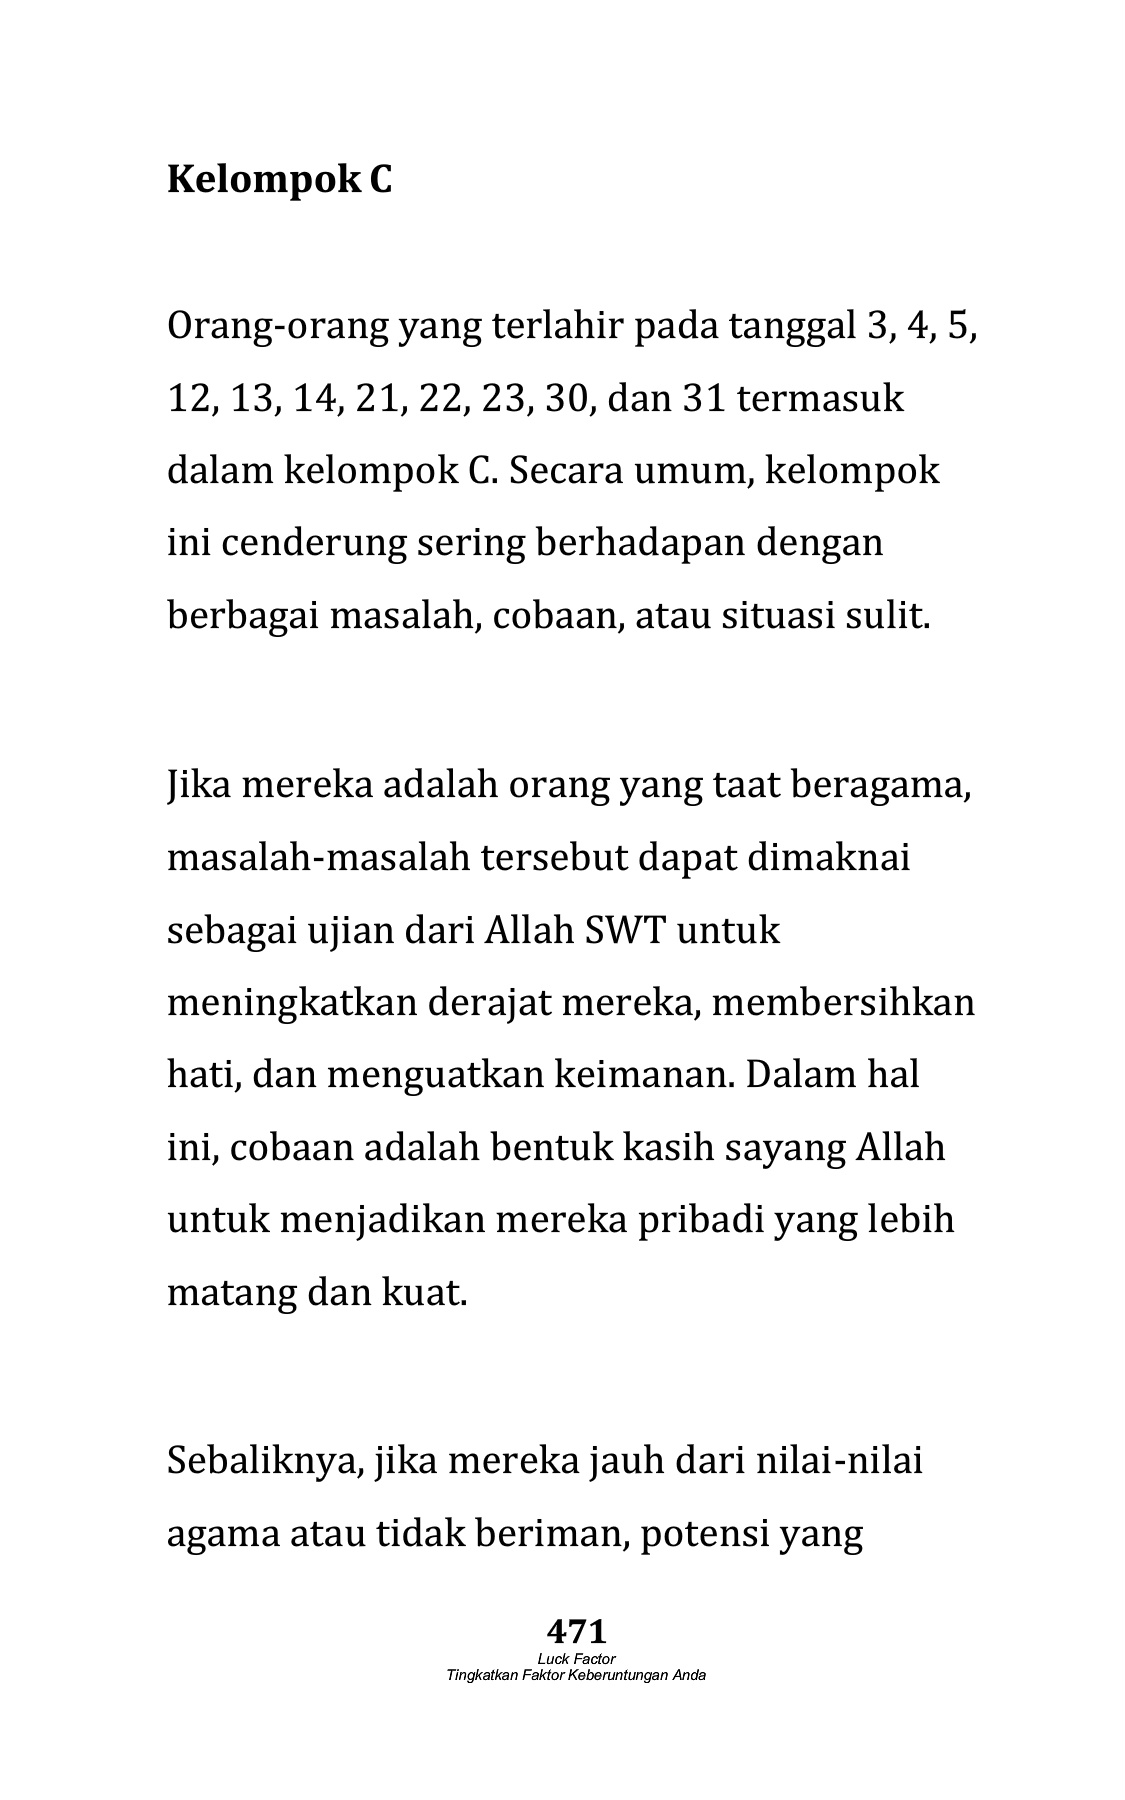 Kelompok C
Orang-orang yang terlahir pada tanggal 3, 4, 5,
12, 13, 14, 21, 22, 23, 30, dan 31 termasuk
dalam kelompok C. Secara umum, kelompok
ini cenderung sering berhadapan dengan
berbagai masalah, cobaan, atau situasi sulit.
Jika mereka adalah orang yang taat beragama,
masalah-masalah tersebut dapat dimaknai
sebagai ujian dari Allah SWT untuk
meningkatkan derajat mereka, membersihkan
hati, dan menguatkan keimanan. Dalam hal
ini, cobaan adalah bentuk kasih sayang Allah
untuk menjadikan mereka pribadi yang lebih
matang dan kuat.
Sebaliknya, jika mereka jauh dari nilai-nilai
agama atau tidak beriman, potensi yang
471
Luck Factor
Tingkatkan Faktor Keberuntungan Anda